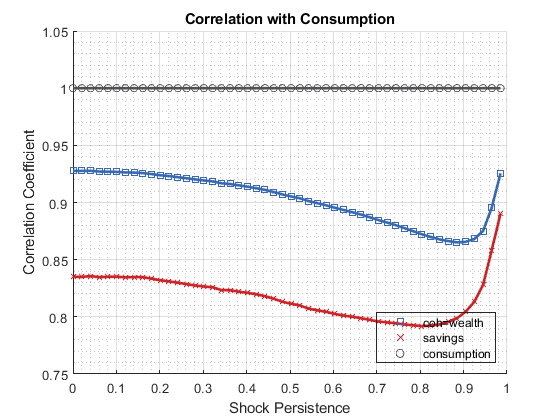 Correlation with Consumption
1.05
1
0.95
0.9
0.85
0.8
0.75
Correlation Coefficient
coh=wealth
savings
consumption
0 0.1 0.2 0.3 0.4 0.5 0.6 0.7 0.8 0.9 1
Shock Persistence